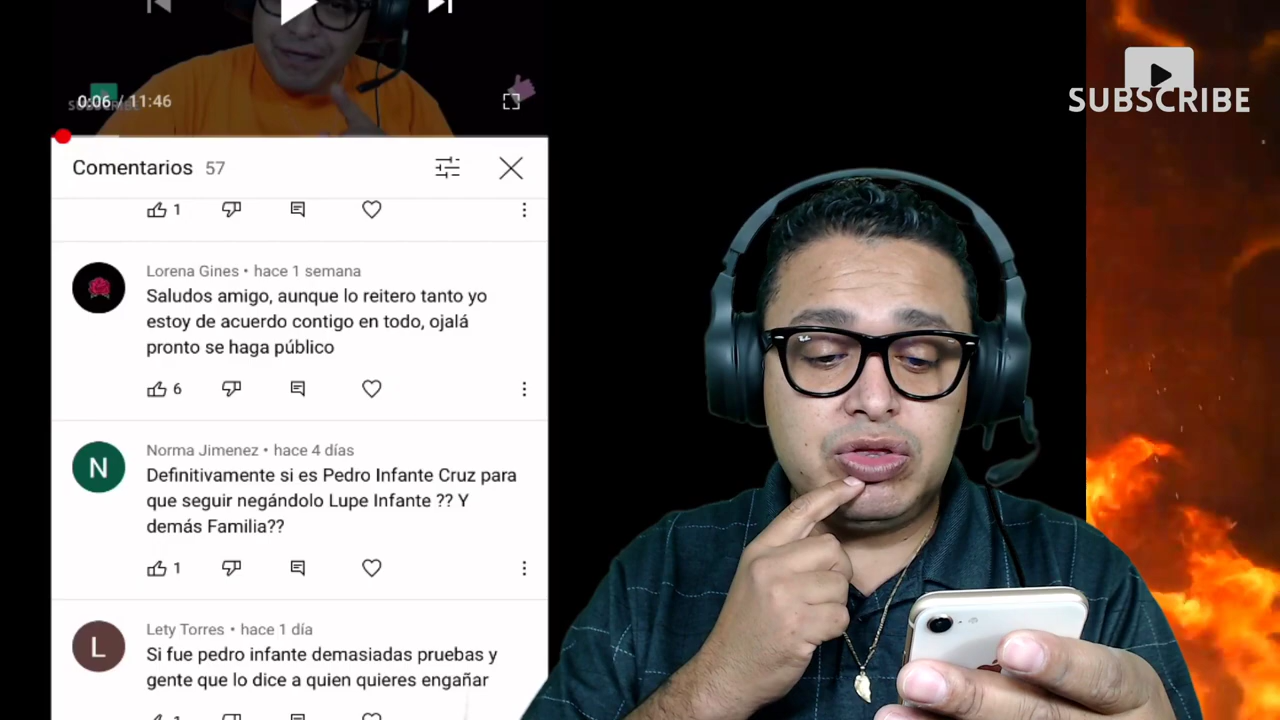 0:06 / 11:46
SUBSCRIBE
Comentarios 57
1
Lorena Gines • hace 1 semana
Saludos amigo, aunque lo reitero tanto yo
estoy de acuerdo contigo en todo, ojalá
pronto se haga público
6
N
Norma Jimenez • hace 4 días
Definitivamente si es Pedro Infante Cruz para
que seguir negándolo Lupe Infante ?? Y
demás Familia??
1
L
Lety Torres • hace 1 día
Si fue pedro infante demasiadas pruebas y
gente que lo dice a quien quieres engañar